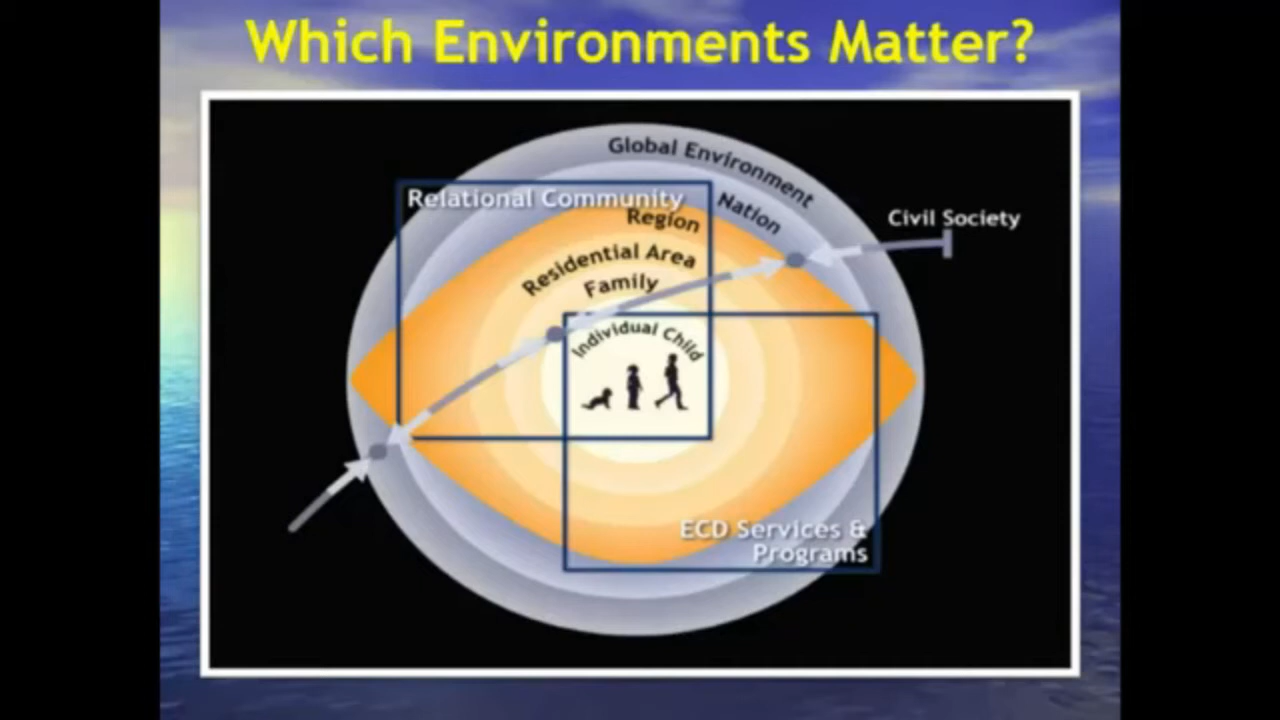 Which Environments Matter?
Global Environment
Relational Community
Nation
Region
Civil Society
Residential Area
Family
Individual Child
ECD Services &
Programs